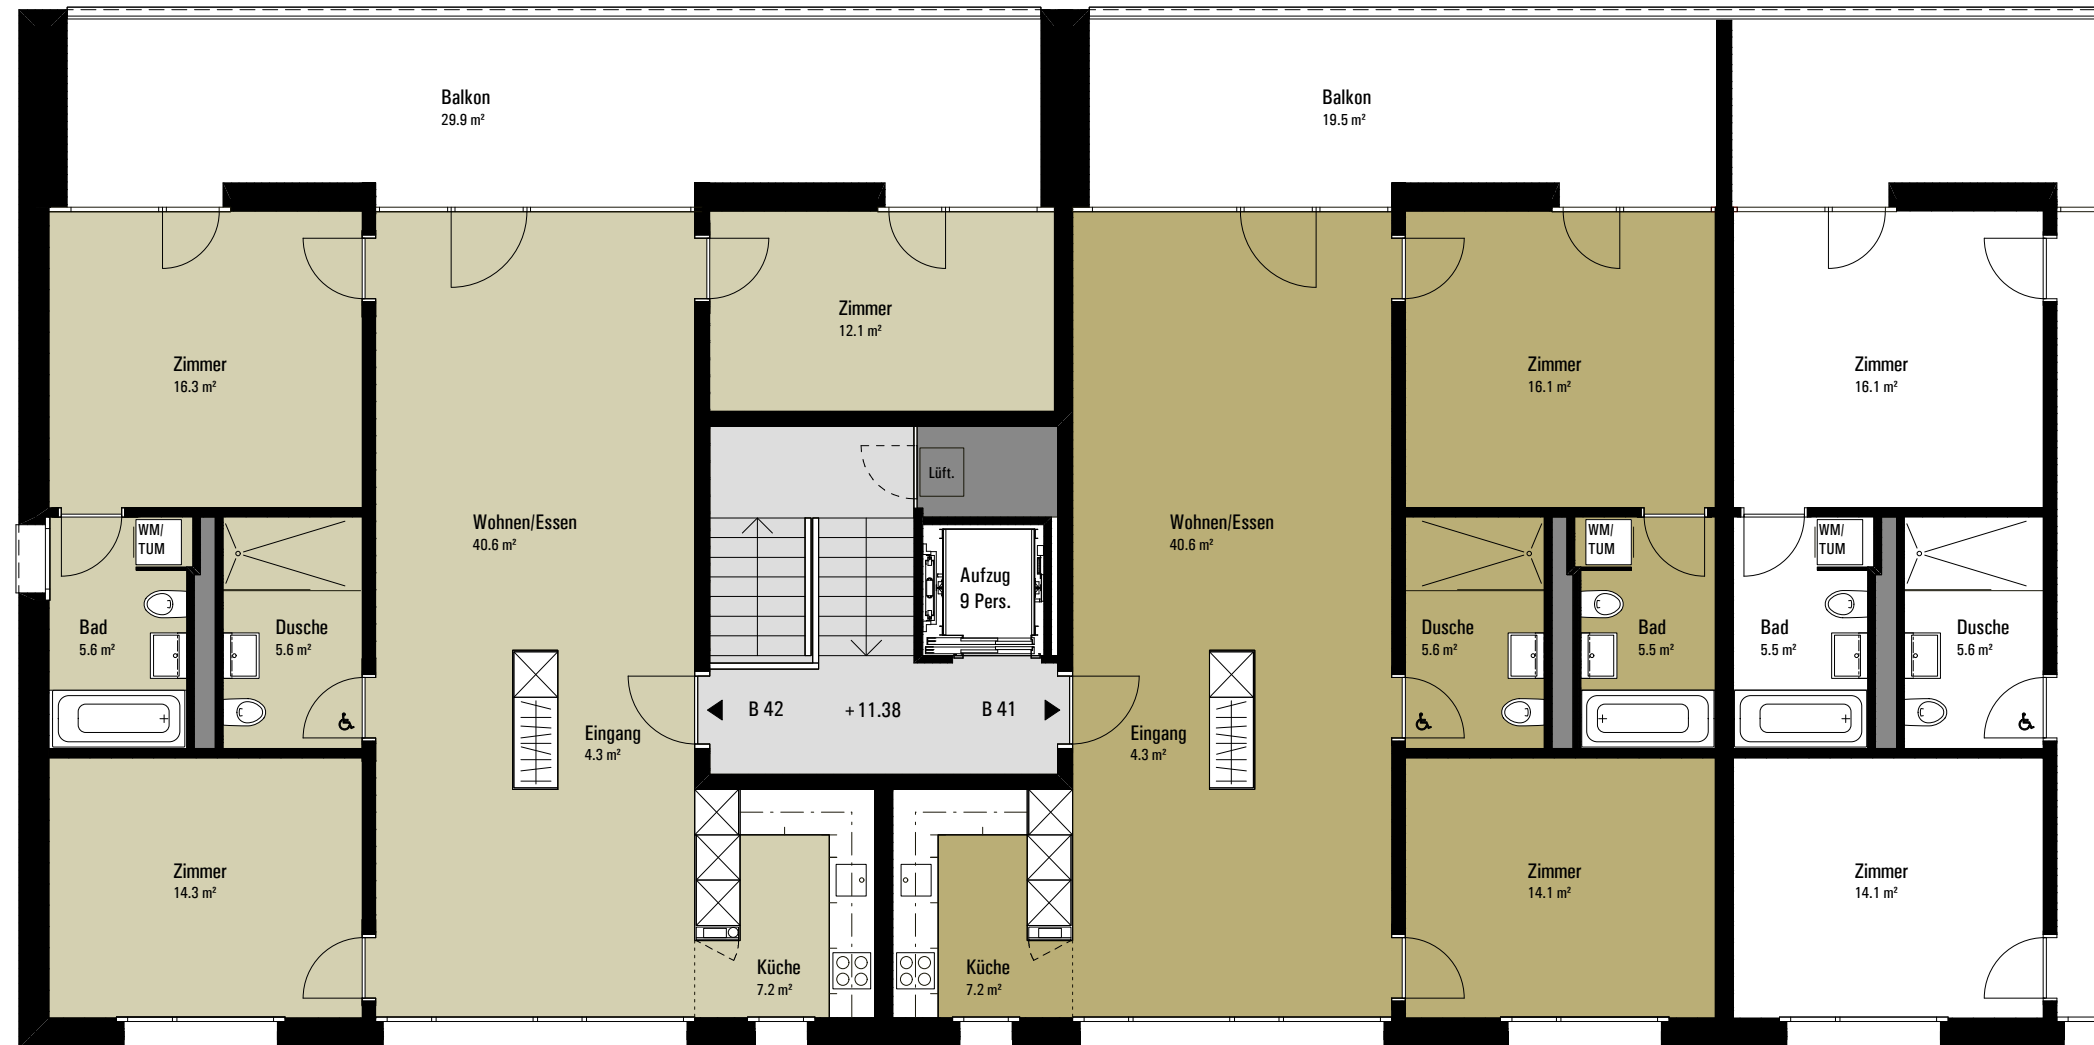 Balkon
29.9 m²
Balkon
19.5 m²
Zimmer
12.1 m²
Zimmer
16.3 m²
Zimmer
16.1 m²
Zimmer
16.1 m²
Lüft.
Wohnen/Essen
40.6 m²
Wohnen/Essen
40.6 m²
WM/
TUM
WM/
TUM
WM/
TUM
Aufzug
9 Pers.
Bad
5.6 m²
Dusche
5.6 m²
Dusche
5.6 m²
Bad
5.5 m²
Bad
5.5 m²
Dusche
5.6 m²
B 42
+11.38
B 41
Eingang
4.3 m²
Eingang
4.3 m²
Zimmer
14.3 m²
Zimmer
14.1 m²
Zimmer
14.1 m²
Küche
7.2 m²
Küche
7.2 m²